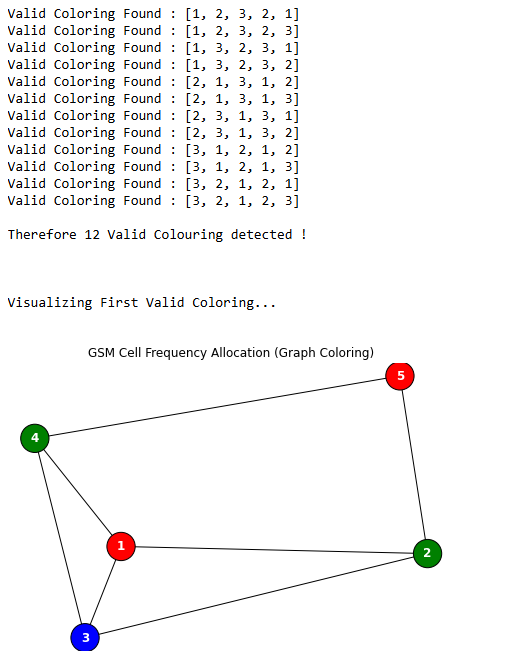 Valid Coloring Found : [1, 2, 3, 2, 1]
Valid Coloring Found : [1, 2, 3, 2, 3]
Valid Coloring Found : [1, 3, 2, 3, 1]
Valid Coloring Found : [1, 3, 2, 3, 2]
Valid Coloring Found : [2, 1, 3, 1, 2]
Valid Coloring Found : [2, 1, 3, 1, 3]
Valid Coloring Found : [2, 3, 1, 3, 1]
Valid Coloring Found : [2, 3, 1, 3, 2]
Valid Coloring Found : [3, 1, 2, 1, 2]
Valid Coloring Found : [3, 1, 2, 1, 3]
Valid Coloring Found : [3, 2, 1, 2, 1]
Valid Coloring Found : [3, 2, 1, 2, 3]
Therefore 12 Valid Colouring detected !
Visualizing First Valid Coloring...
GSM Cell Frequency Allocation (Graph Coloring)
5
4
1
2
3